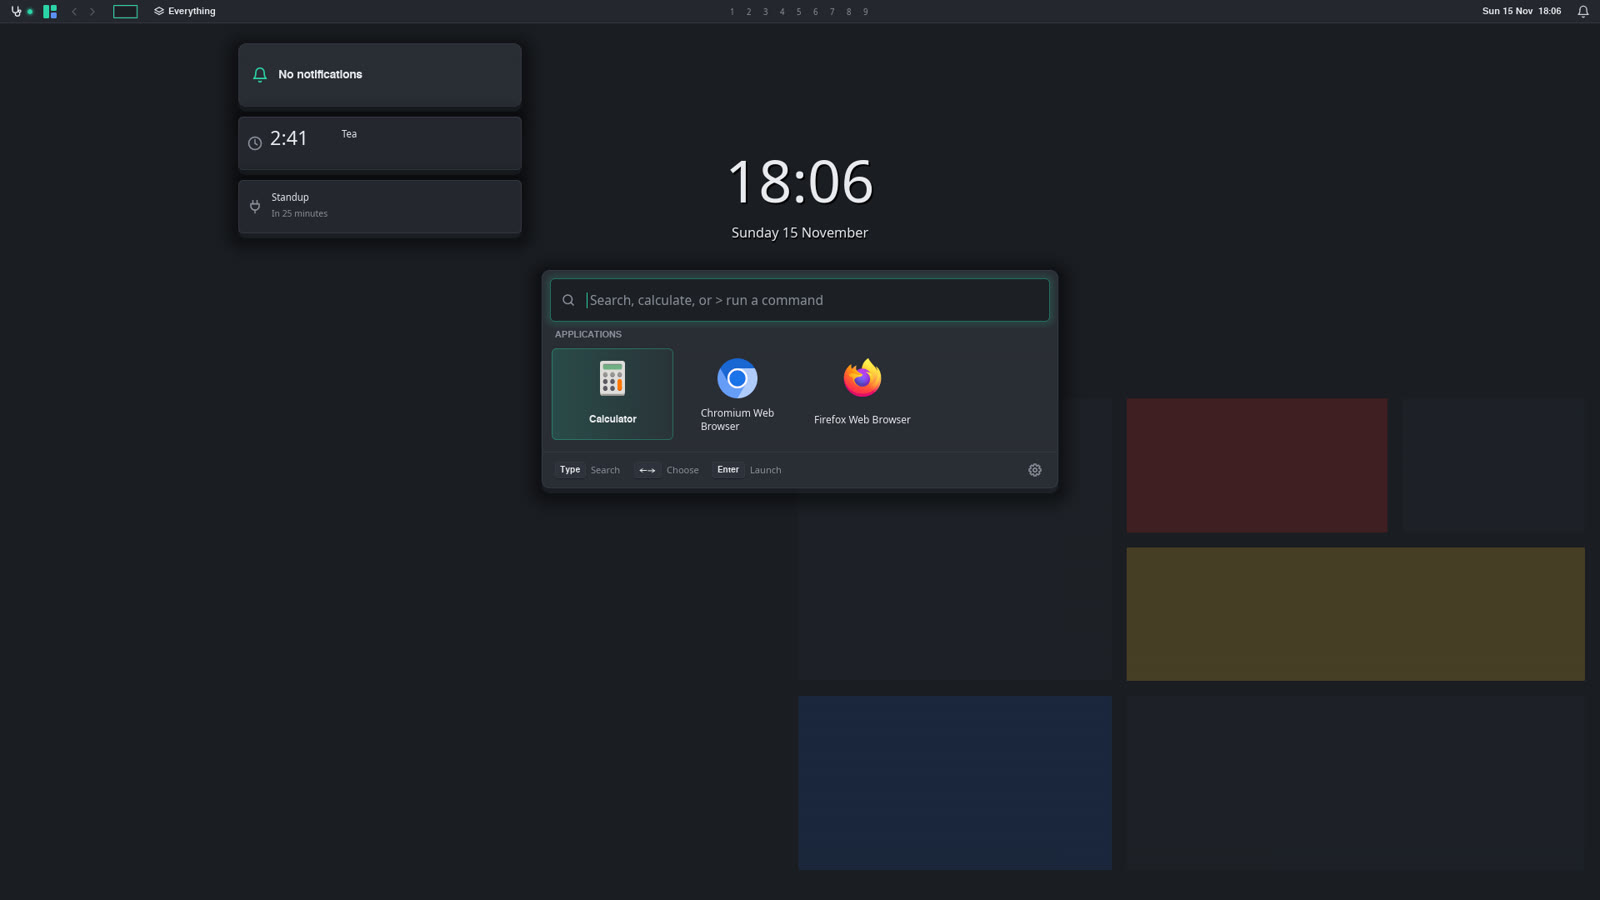 Everything
1 2 3 4 5 6 7 8 9
Sun 15 Nov 18:06
No notifications
2:41 Tea
Standup
In 25 minutes
18:06
Sunday 15 November
Search, calculate, or > run a command
APPLICATIONS
Calculator
Chromium Web
Browser
Firefox Web Browser
Type Search ←→ Choose Enter Launch